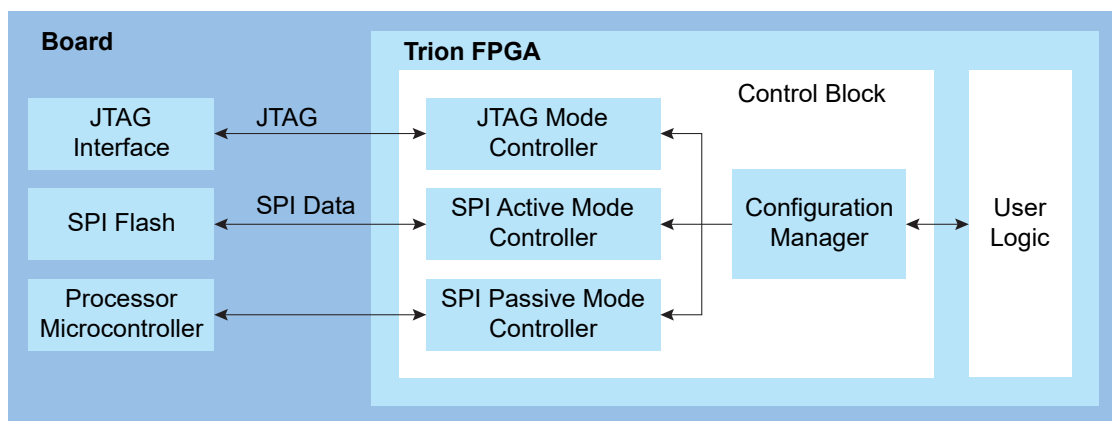 Board
Trion FPGA
Control Block
JTAG
Interface
JTAG
JTAG Mode
Controller
SPI Flash
SPI Data
SPI Active Mode
Controller
Configuration
Manager
User
Logic
Processor
Microcontroller
SPI Passive Mode
Controller